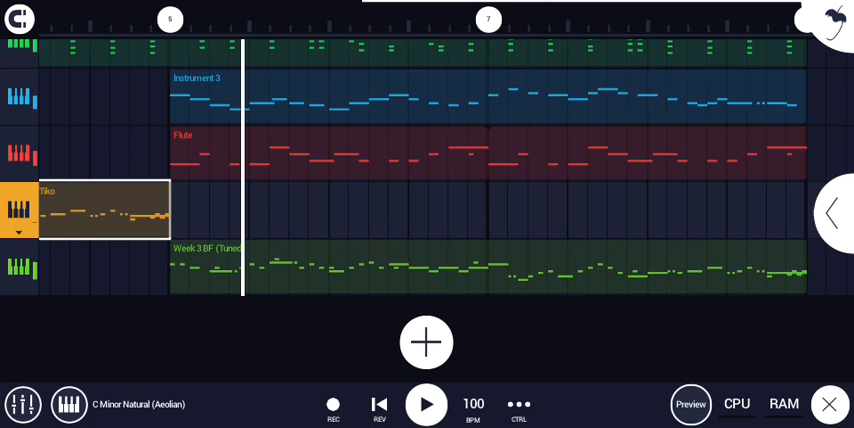 5
7
Instrument 3
Flute
Tiko
Week 3 BF (Tuned
C Minor Natural (Aeolian)
REC
REV
100
BPM
CTRL
Preview
CPU
RAM